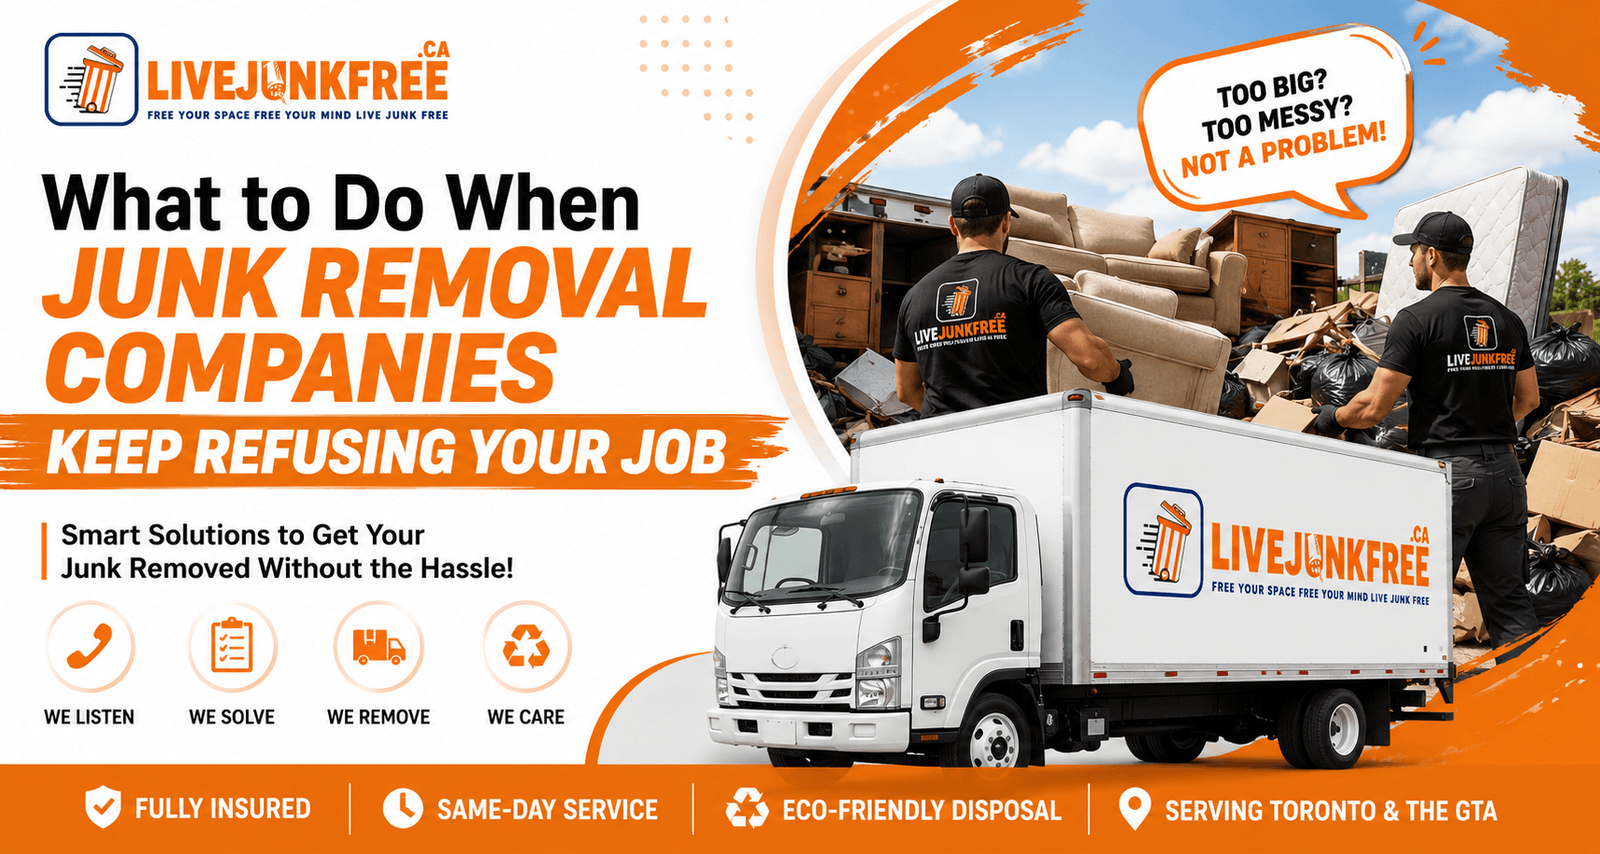 LIVEJUNKFREE.CA
FREE YOUR SPACE FREE YOUR MIND LIVE JUNK FREE
What to Do When
JUNK REMOVAL
COMPANIES
KEEP REFUSING YOUR JOB
Smart Solutions to Get Your
Junk Removed Without the Hassle!
WE LISTEN
WE SOLVE
WE REMOVE
WE CARE
TOO BIG?
TOO MESSY?
NOT A PROBLEM!
LIVEJUNKFREE.CA
LIVEJUNKFREE.CA
LIVEJUNKFREE.CA
FREE YOUR SPACE FREE YOUR MIND LIVE JUNK FREE
FULLY INSURED
SAME-DAY SERVICE
ECO-FRIENDLY DISPOSAL
SERVING TORONTO & THE GTA